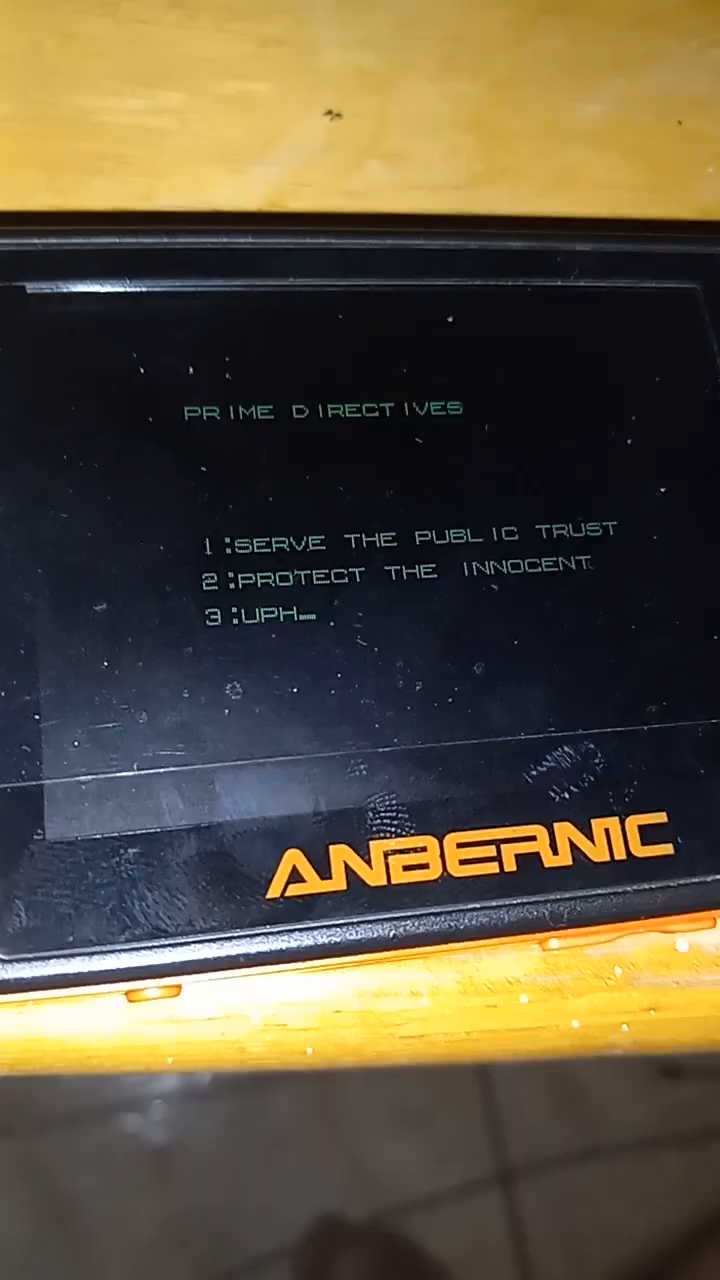 PRIME DIRECTIVES
1:SERVE THE PUBLIC TRUST
2:PROTECT THE INNOCENT
3:UPH_
ANBERNIC